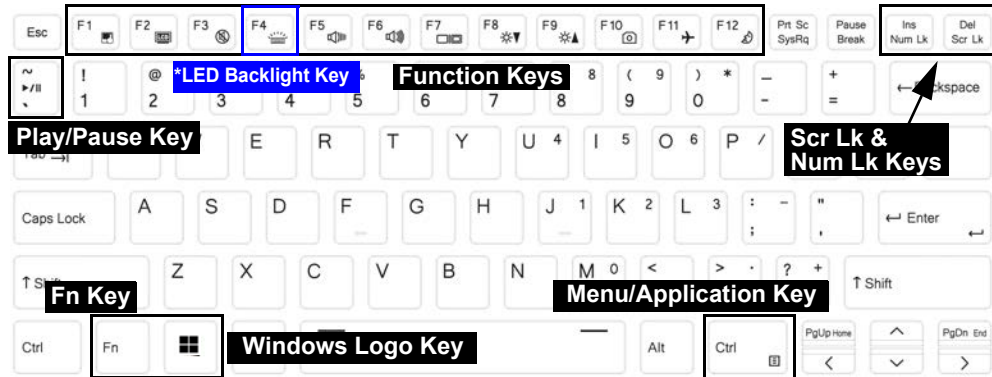 Esc F1 F2 F3 F4 F5 F6 F7 F8 F9 F10 F11 F12 Prt Sc Pause Ins Del
SysRq Break Num Lk Scr Lk
~ ! @ *LED Backlight Key Function Keys 8 ( 9 ) * _ +
` 1 2 3 4 5 6 7 8 9 0 - =
Play/Pause Key
E R T Y U 4 I 5 O 6 P /
Scr Lk &
Num Lk Keys
Caps Lock A S D F G H J 1 K 2 L 3 : - " Enter
; '
Z X C V B N M 0 < > . ? + Shift
Fn Key Menu/Application Key
Ctrl Fn Windows Logo Key Alt Ctrl PgUp Home PgDn End